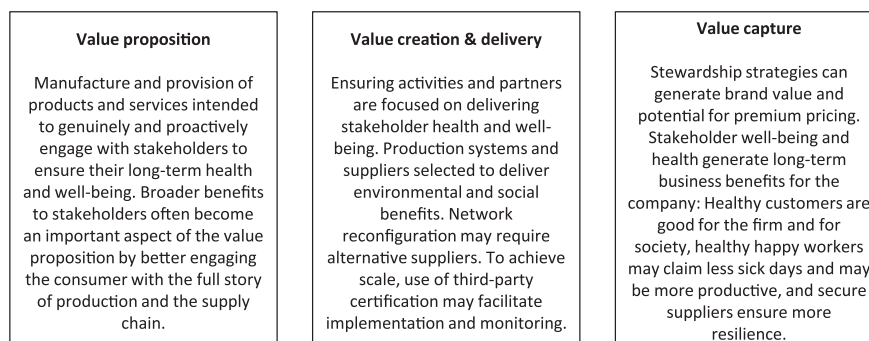 Value proposition
Manufacture and provision of
products and services intended
to genuinely and proactively
engage with stakeholders to
ensure their long-term health
and well-being. Broader benefits
to stakeholders often become
an important aspect of the value
proposition by better engaging
the consumer with the full story
of production and the supply
chain.
Value creation & delivery
Ensuring activities and partners
are focused on delivering
stakeholder health and well-
being. Production systems and
suppliers selected to deliver
environmental and social
benefits. Network
reconfiguration may require
alternative suppliers. To achieve
scale, use of third-party
certification may facilitate
implementation and monitoring.
Value capture
Stewardship strategies can
generate brand value and
potential for premium pricing.
Stakeholder well-being and
health generate long-term
business benefits for the
company: Healthy customers are
good for the firm and for
society, healthy happy workers
may claim less sick days and may
be more productive, and secure
suppliers ensure more
resilience.